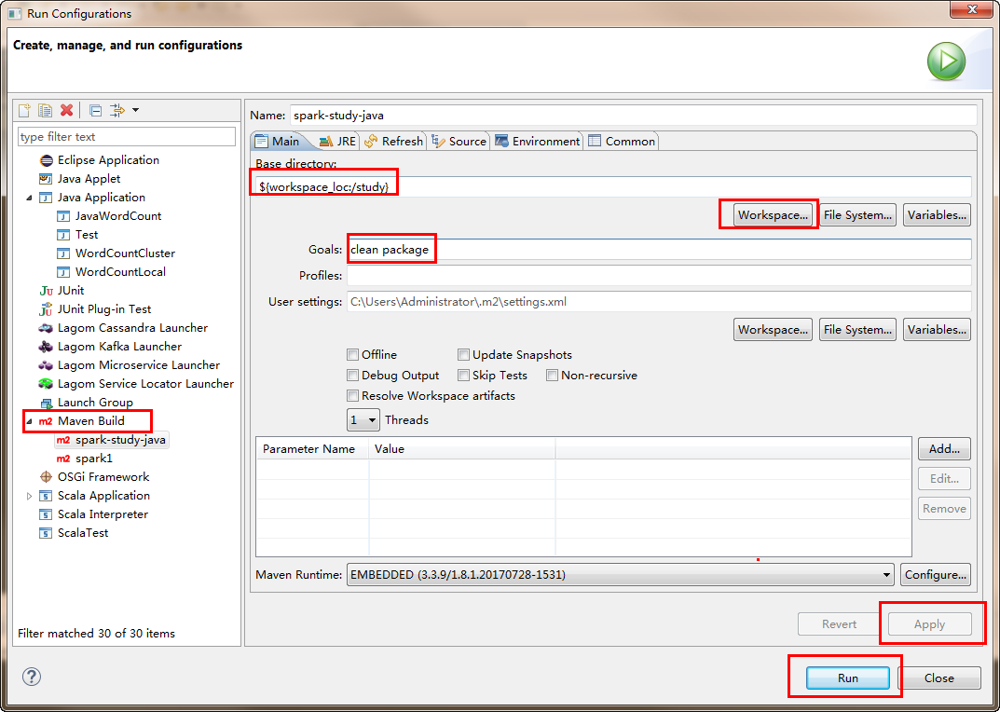 Run Configurations
Create, manage, and run configurations
type filter text
Eclipse Application
Java Applet
Java Application
JavaWordCount
Test
WordCountCluster
WordCountLocal
JUnit
JUnit Plug-in Test
Lagom Cassandra Launcher
Lagom Kafka Launcher
Lagom Microservice Launcher
Lagom Service Locator Launcher
Launch Group
m2 Maven Build
m2 spark-study-java
m2 spark1
OSGi Framework
Scala Application
Scala Interpreter
ScalaTest
Filter matched 30 of 30 items
Name: spark-study-java
Main JRE Refresh Source Environment Common
Base directory:
${workspace_loc:/study}
Workspace... File System... Variables...
Goals: clean package
Profiles:
User settings: C:\Users\Administrator\.m2\settings.xml
Workspace... File System... Variables...
Offline Update Snapshots
Debug Output Skip Tests Non-recursive
Resolve Workspace artifacts
1 Threads
Parameter Name Value
Add...
Edit...
Remove
Maven Runtime: EMBEDDED (3.3.9/1.8.1.20170728-1531) Configure...
Revert Apply
Run Close